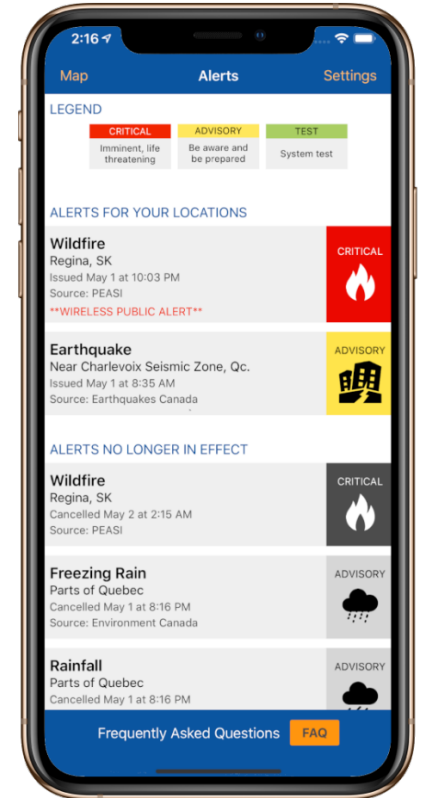 2:16
Map
Alerts
Settings
LEGEND
CRITICAL
Imminent, life
threatening
ADVISORY
Be aware and
be prepared
TEST
System test
ALERTS FOR YOUR LOCATIONS
Wildfire
Regina, SK
Issued May 1 at 10:03 PM
Source: PEASI
**WIRELESS PUBLIC ALERT**
CRITICAL
Earthquake
Near Charlevoix Seismic Zone, Qc.
Issued May 1 at 8:35 AM
Source: Earthquakes Canada
ADVISORY
ALERTS NO LONGER IN EFFECT
Wildfire
Regina, SK
Cancelled May 2 at 2:15 AM
Source: PEASI
CRITICAL
Freezing Rain
Parts of Quebec
Cancelled May 1 at 8:16 PM
Source: Environment Canada
ADVISORY
Rainfall
Parts of Quebec
Cancelled May 1 at 8:16 PM
ADVISORY
Frequently Asked Questions
FAQ